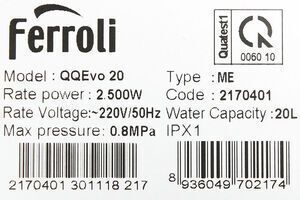 Ferroli
Quatest1
0060 10
Model : QQEvo 20
Type : ME
Rate power : 2.500W
Code : 2170401
Rate Voltage:~220V/50Hz
Water Capacity :20L
Max pressure : 0.8MPa
IPX1
2170401 301118 217
8 936049 702174